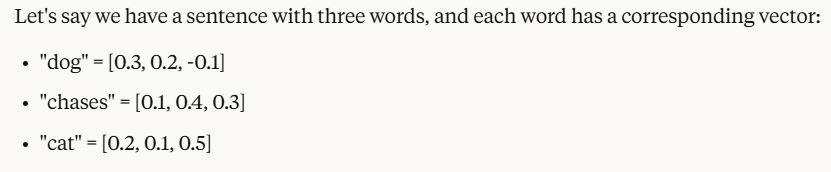 Let's say we have a sentence with three words, and each word has a corresponding vector:
• "dog" = [0.3, 0.2, -0.1]
• "chases" = [0.1, 0.4, 0.3]
• "cat" = [0.2, 0.1, 0.5]